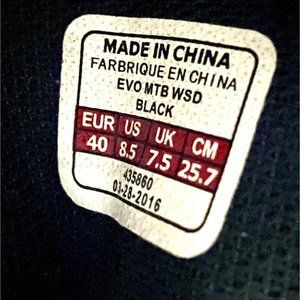 MADE IN CHINA
FARBRIQUE EN CHINA
EVO MTB WSD
BLACK
EUR US UK CM
40 8.5 7.5 25.7
435860
03-28-2016